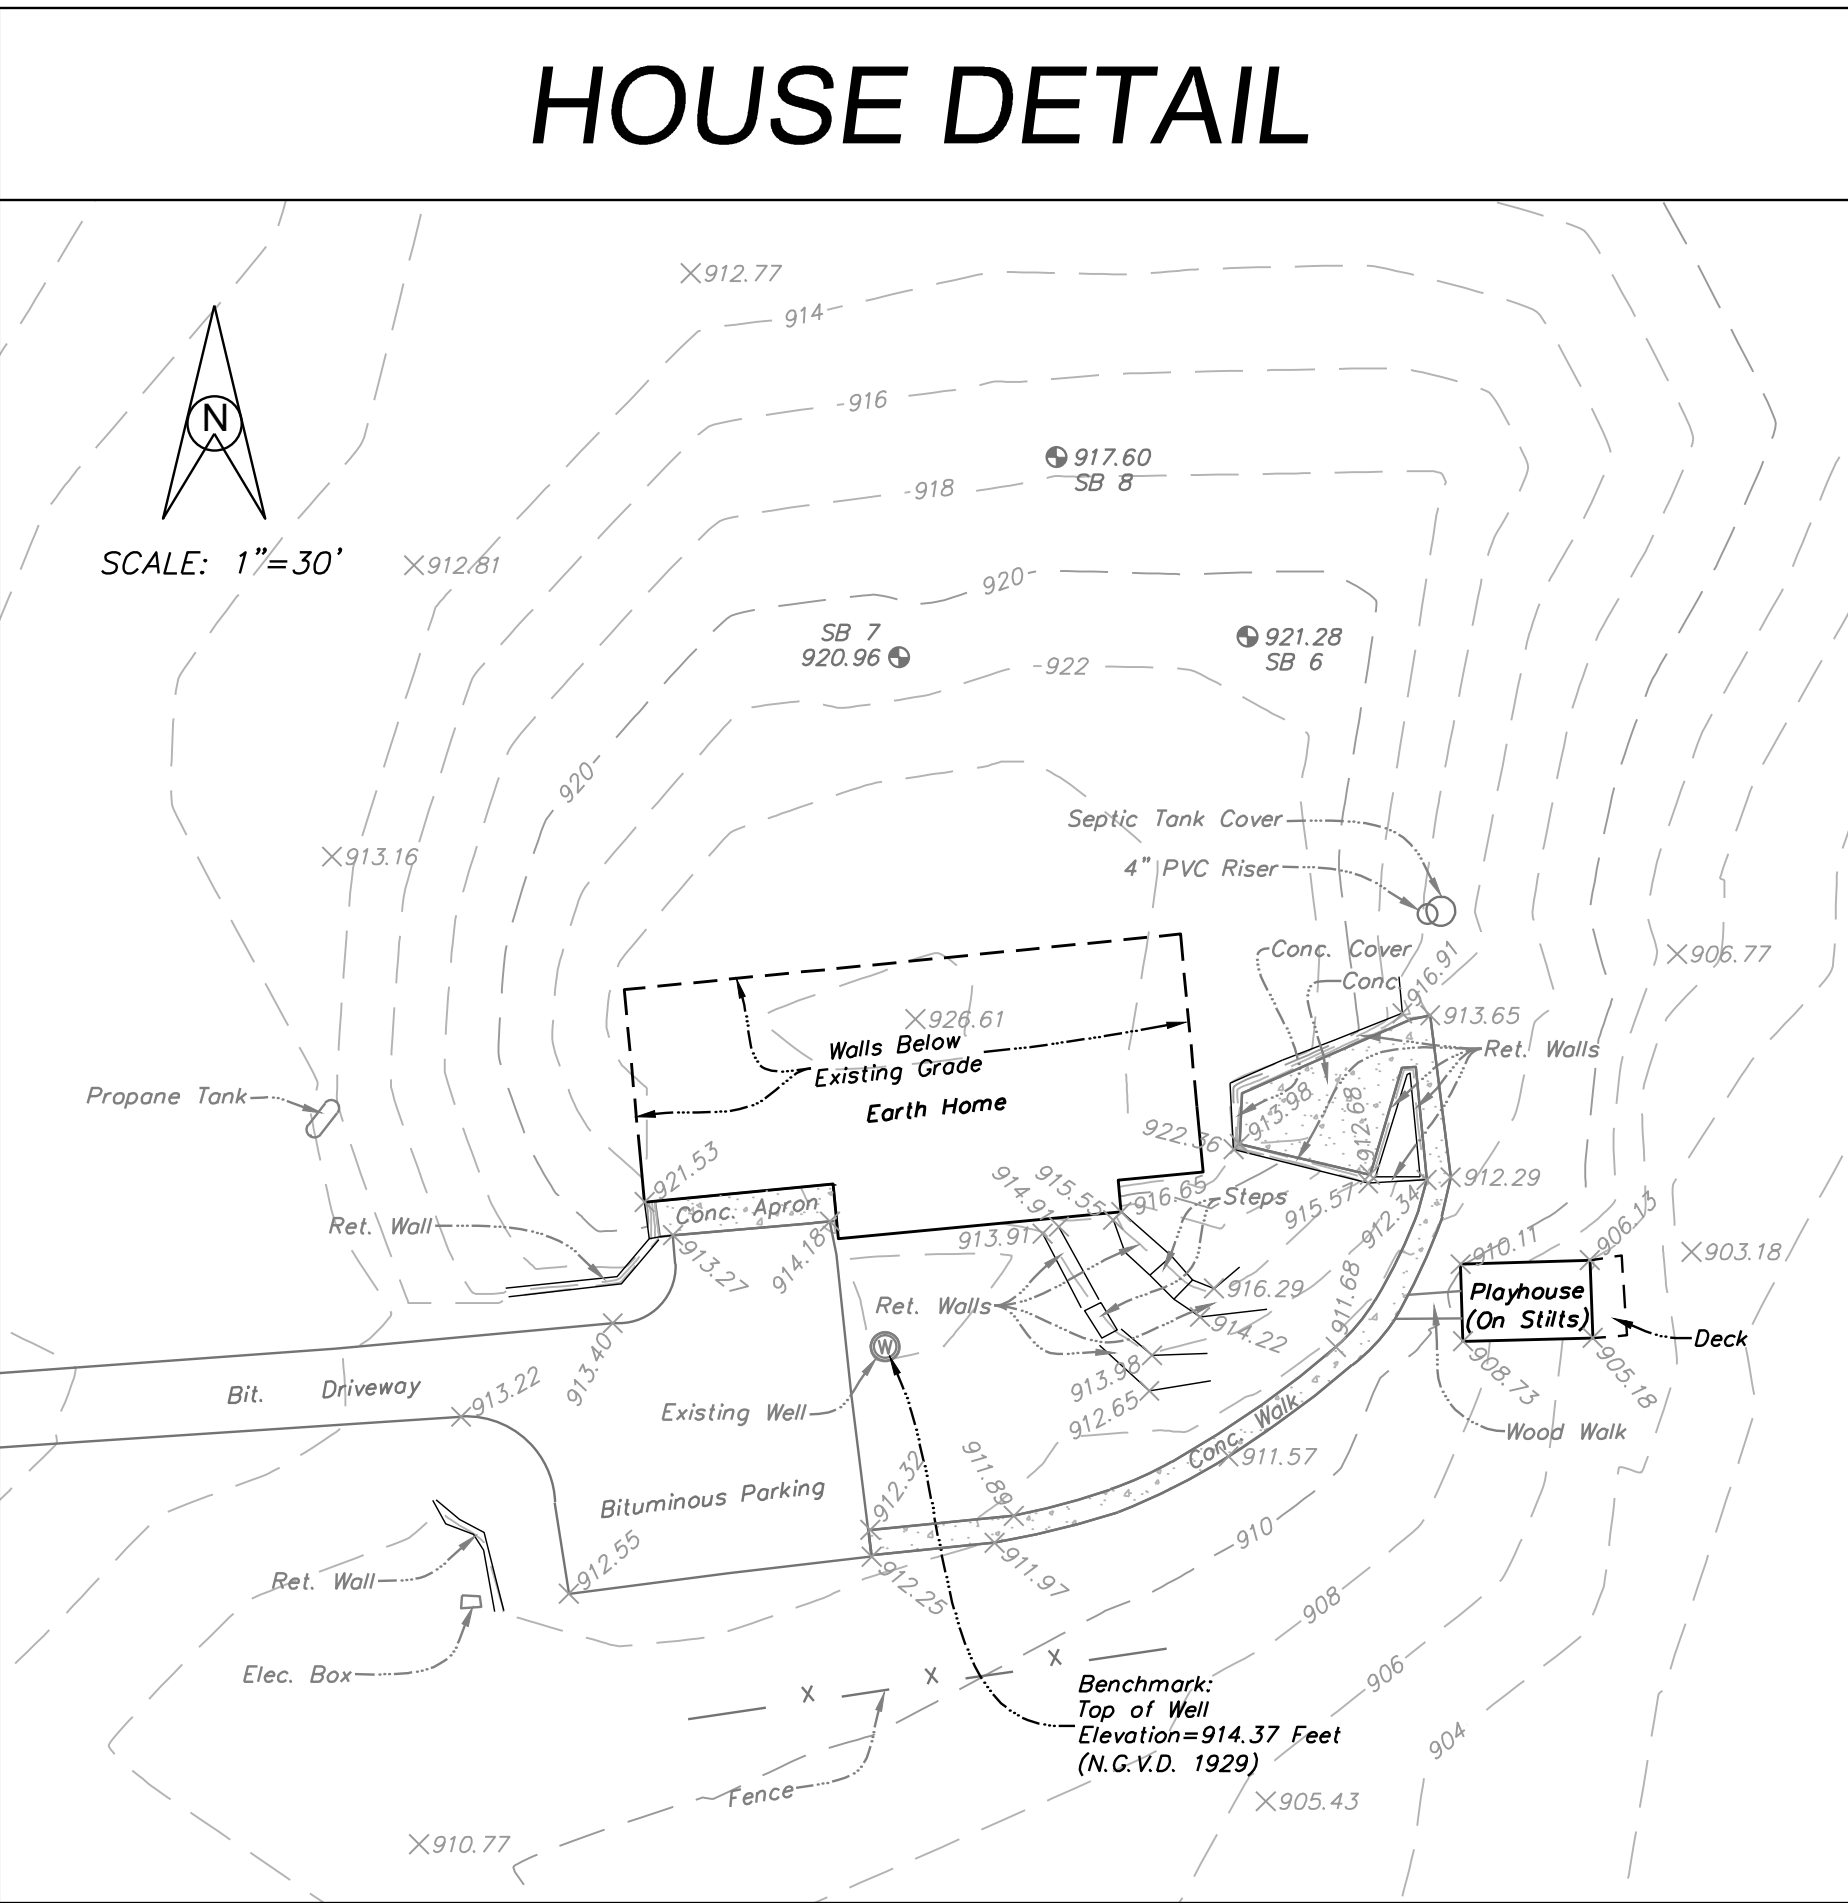 HOUSE DETAIL
912.77
914
916
N
917.60
SB 8
918
SCALE: 1"=30'
912.81
920
SB 7
920.96
921.28
SB 6
922
920
Septic Tank Cover
913.16
4" PVC Riser
Conc. Cover
916.91
906.77
Conc
926.61
913.65
Walls Below
Existing Grade
Ret. Walls
Propane Tank
Earth Home
913.98
912.68
922.36
921.53
914.91
915.55
916.65
Steps
912.29
Conc. Apron
915.57
912.34
Ret. Wall
913.27
914.18
913.91
910.11
906.13
903.18
916.29
Playhouse
(On Stilts)
Ret. Walls
914.22
911.68
Deck
913.40
913.98
908.73
905.18
Bit. Driveway
913.22
Existing Well
W
912.65
Wood Walk
Conc. Walk
911.57
912.32
911.89
Bituminous Parking
910
912.55
912.25
911.97
Ret. Wall
908
Elec. Box
X X X
906
Benchmark:
Top of Well
Elevation=914.37 Feet
(N.G.V.D. 1929)
904
Fence
905.43
910.77